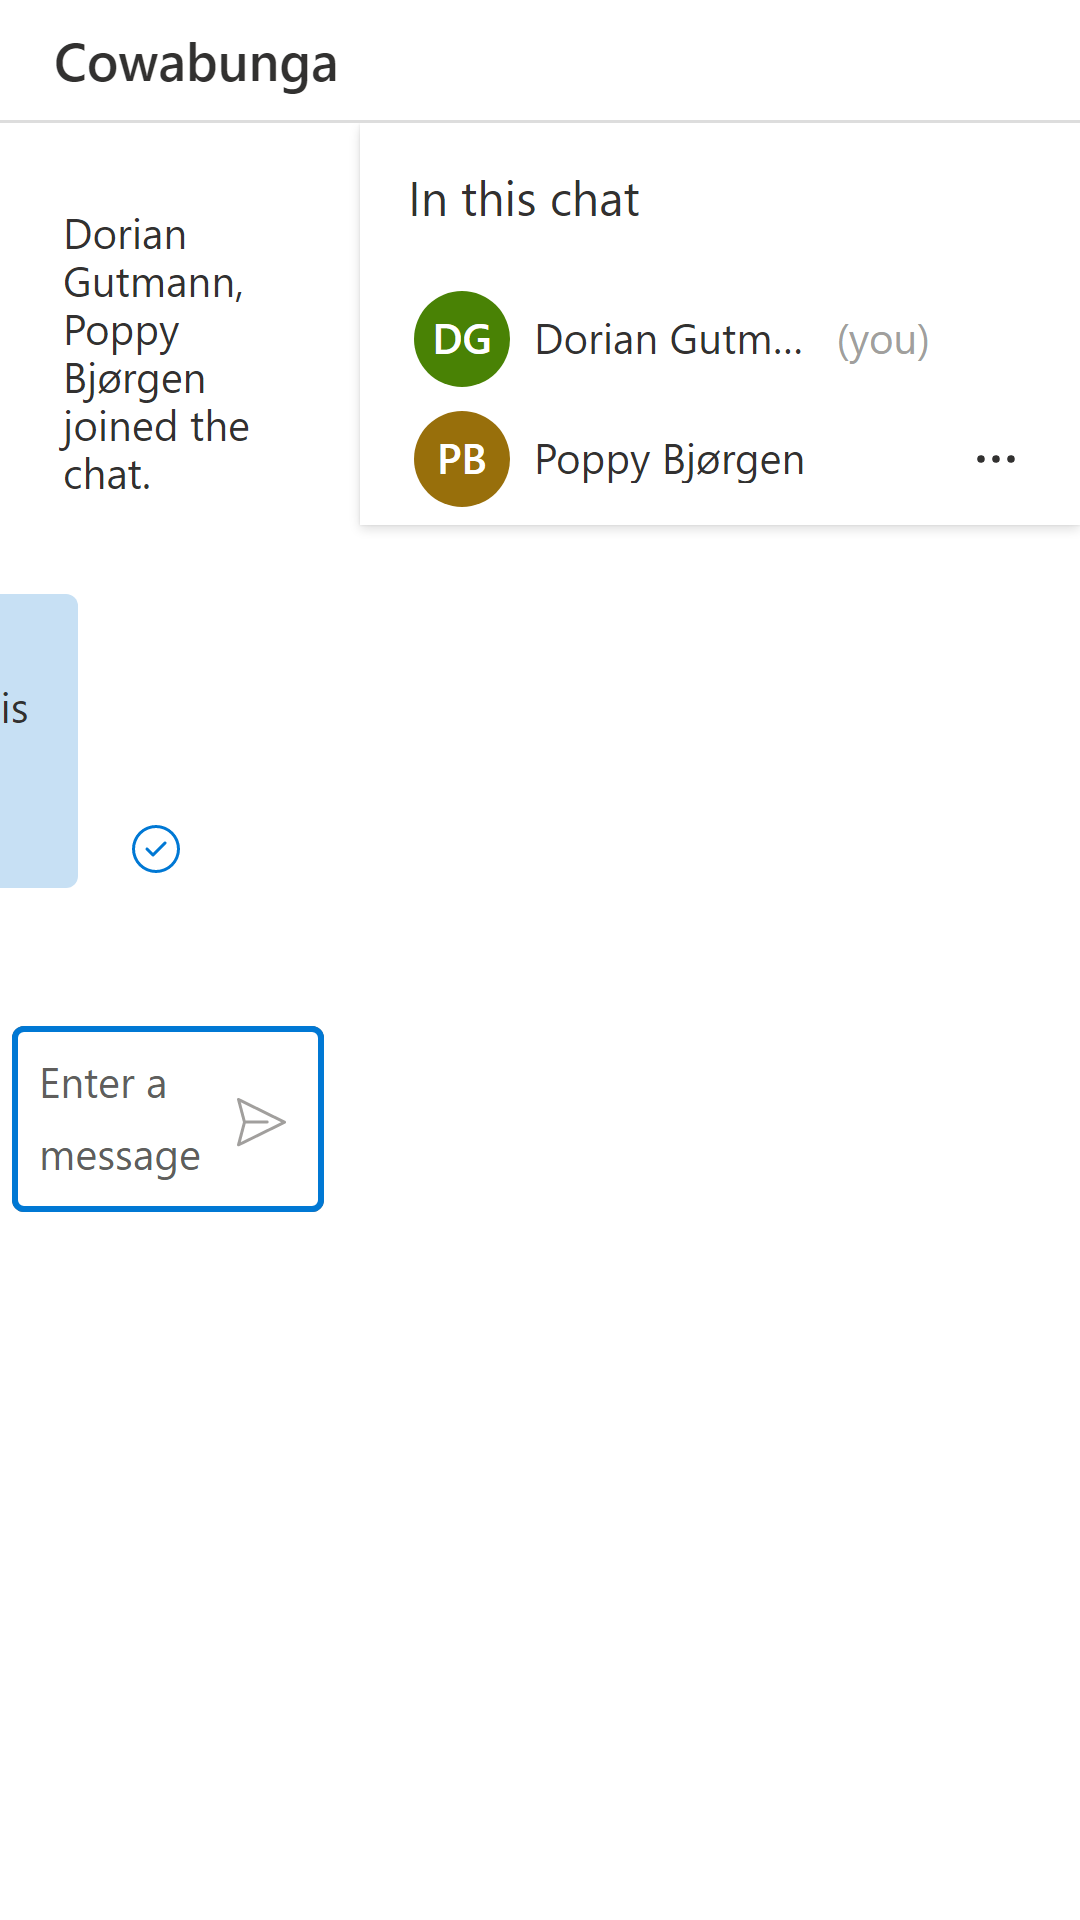 Cowabunga
Dorian
Gutmann,
Poppy
Bjørgen
joined the
chat.
In this chat
DG Dorian Gutm... (you)
PB Poppy Bjørgen
is
Enter a
message